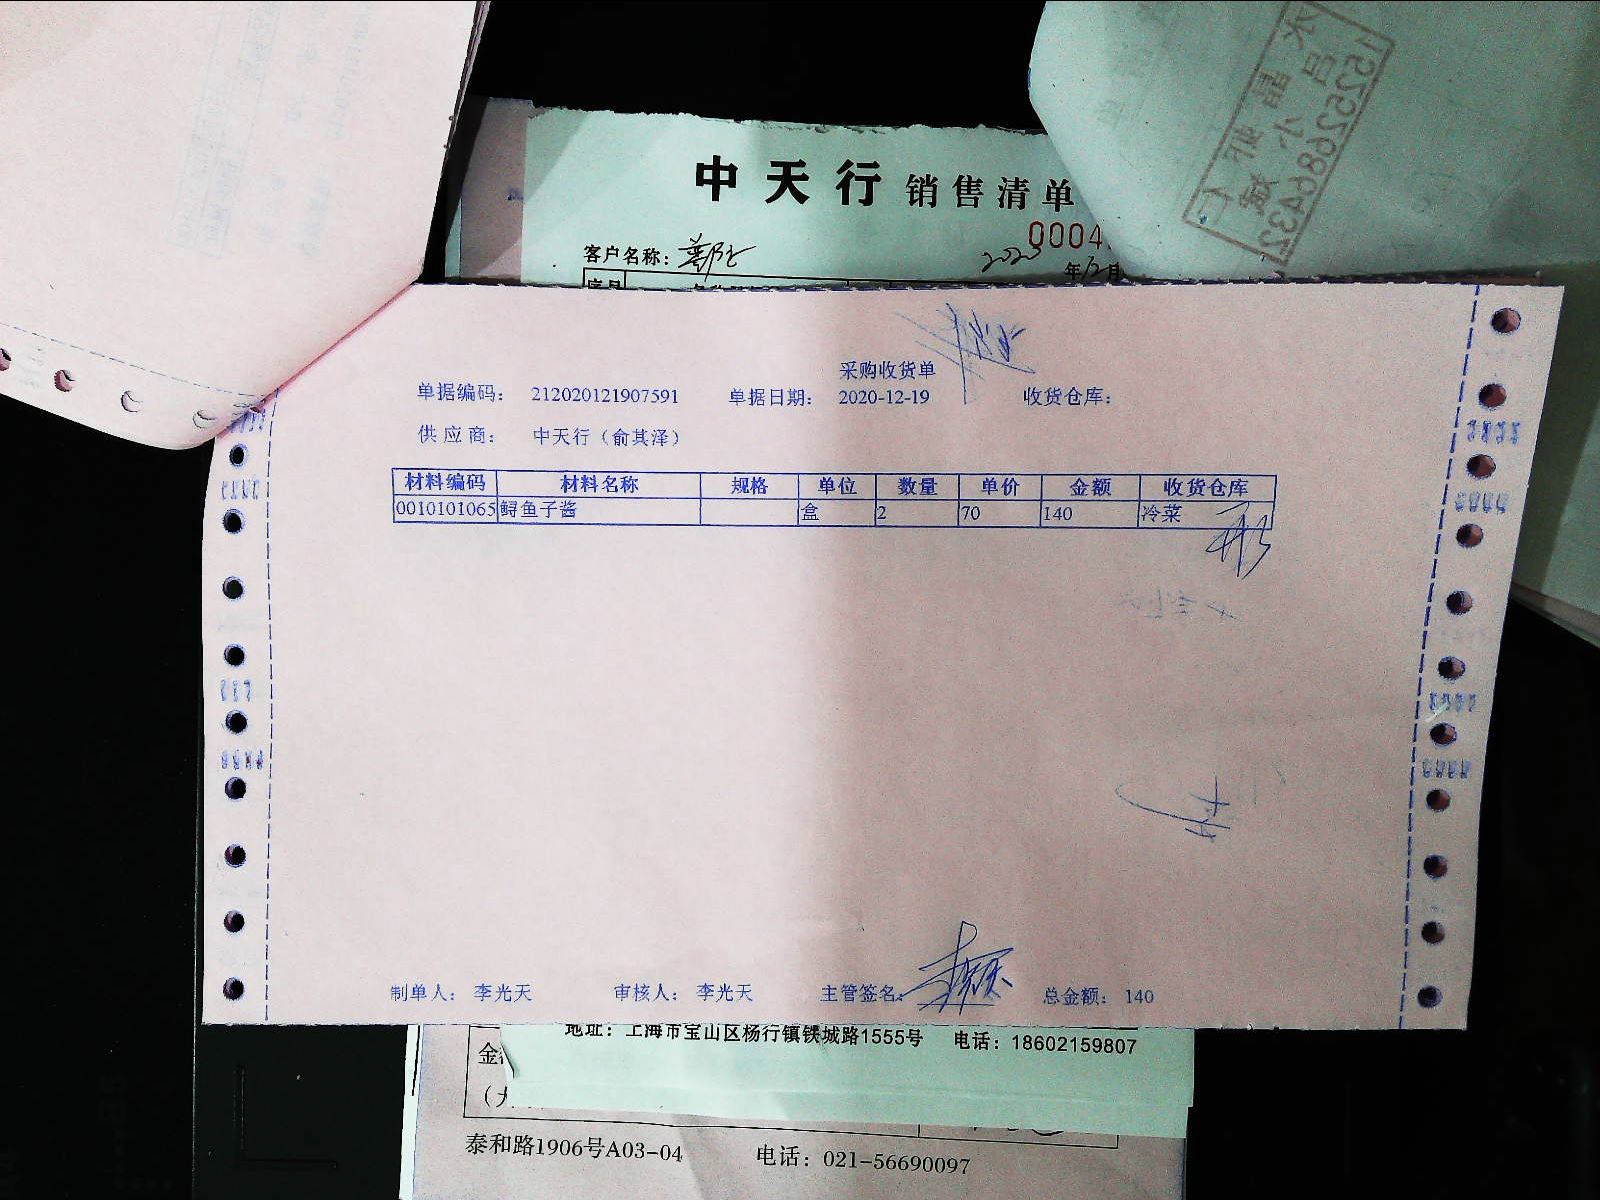 中天行 销售清单
0004
客户名称：
2020 年12月
采购收货单
单据编码： 212020121907591 单据日期： 2020-12-19 收货仓库：
供应商： 中天行（俞其泽）
材料编码 材料名称 规格 单位 数量 单价 金额 收货仓库
0010101065 鲟鱼子酱 盒 2 70 140 冷菜
制单人： 李光天 审核人： 李光天 主管签名： 总金额： 140
地址：上海市宝山区杨行镇铁城路1555号 电话：18602159807
泰和路1906号A03-04 电话：021-56690097